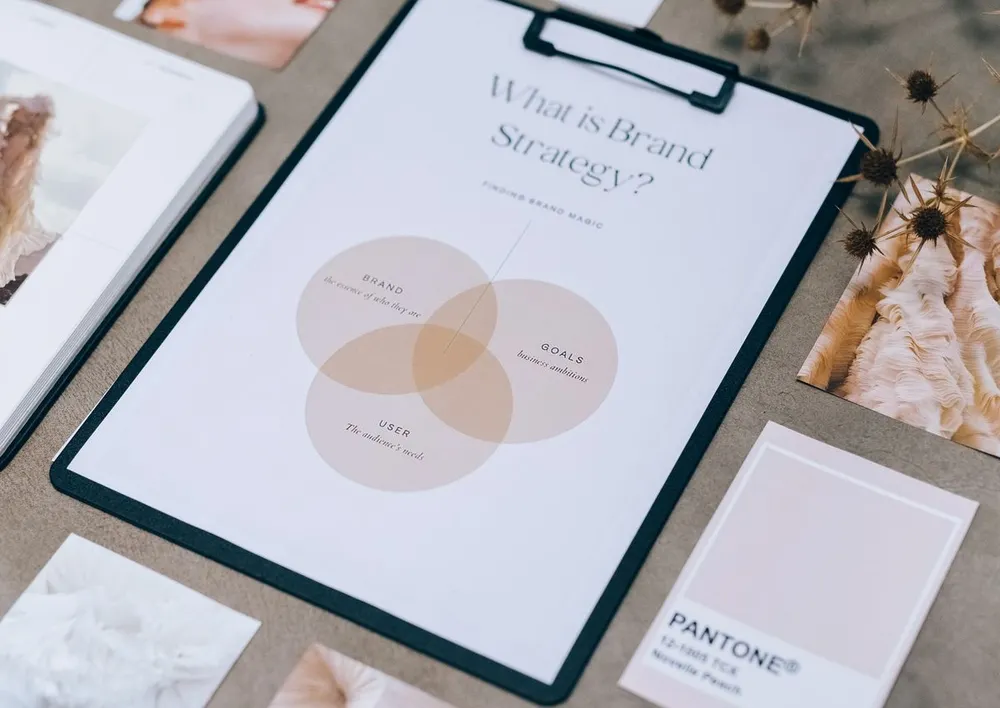 What is Brand
Strategy?
FINDING BRAND MAGIC
BRAND
the essence of who they are
GOALS
business ambitions
USER
The audience's needs
PANTONE®
12-1005 TCX
Novelle Peach